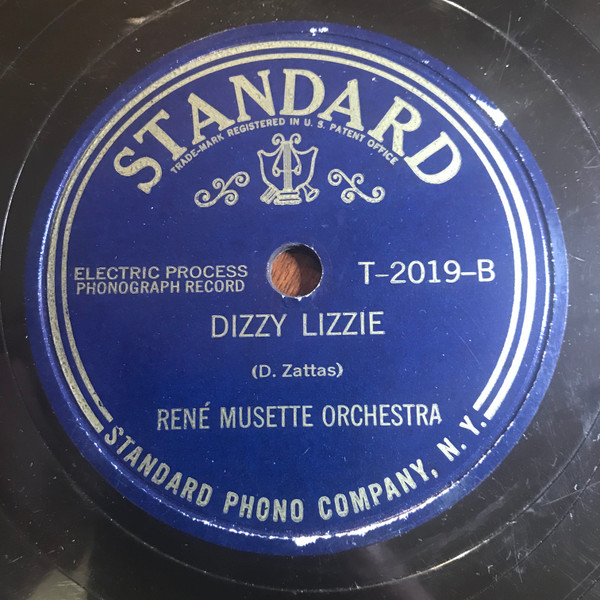 STANDARD
TRADE-MARK REGISTERED IN U. S. PATENT OFFICE
ELECTRIC PROCESS
PHONOGRAPH RECORD
T-2019-B
DIZZY LIZZIE
(D. Zattas)
RENÉ MUSETTE ORCHESTRA
STANDARD PHONO COMPANY, N. Y.